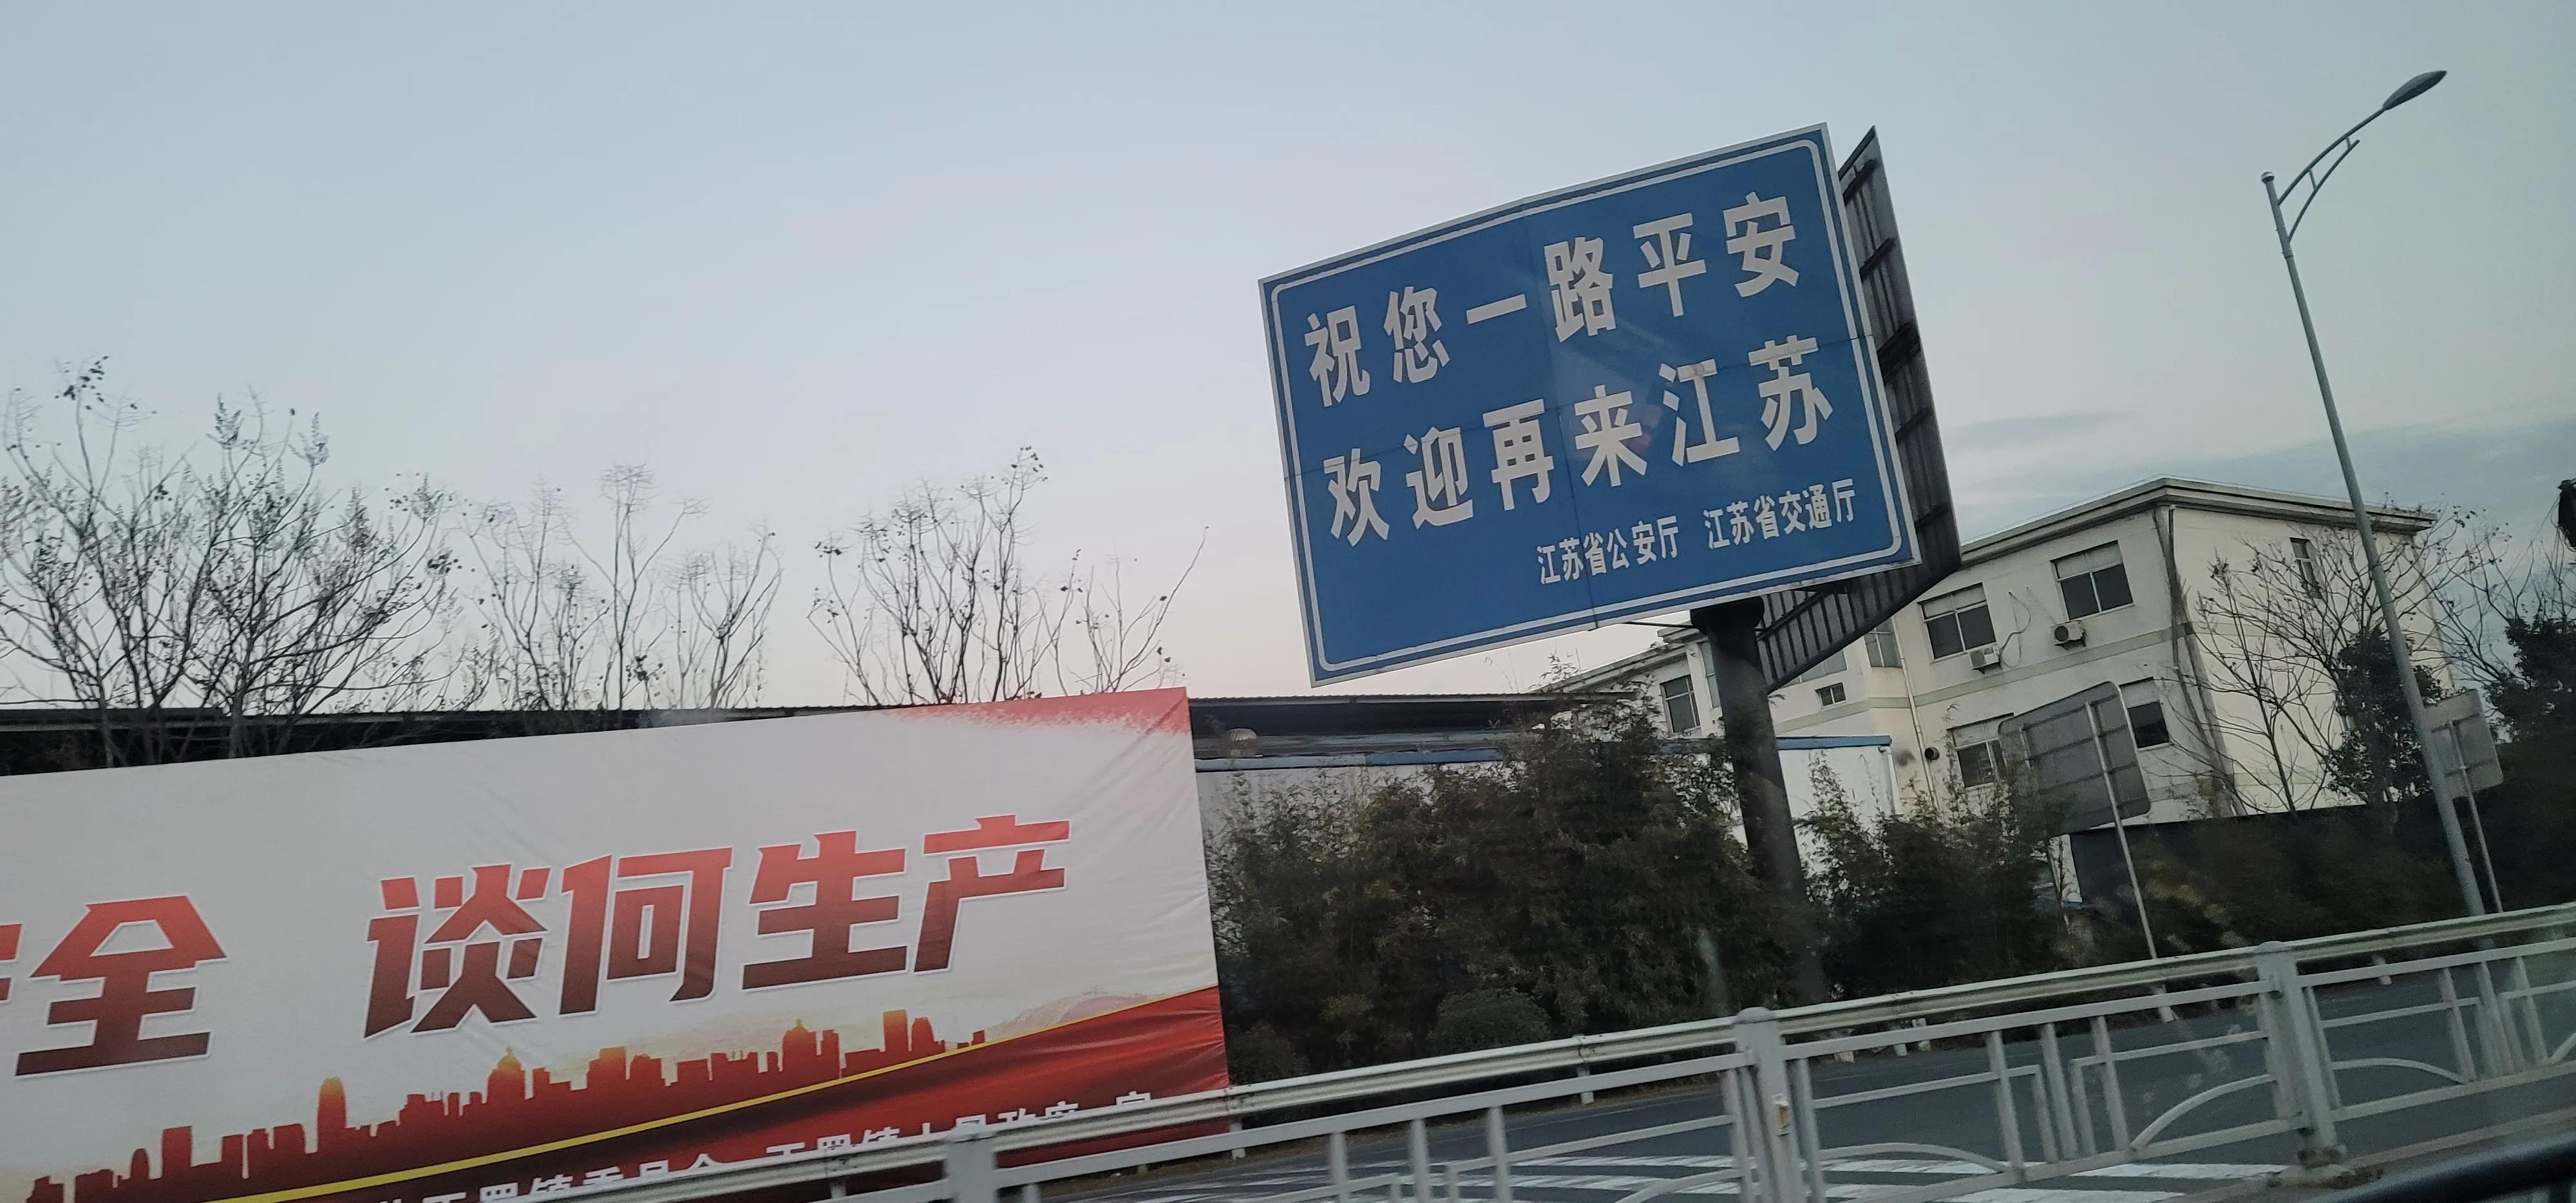 祝您一路平安
欢迎再来江苏
江苏省公安厅 江苏省交通厅
全 谈何生产